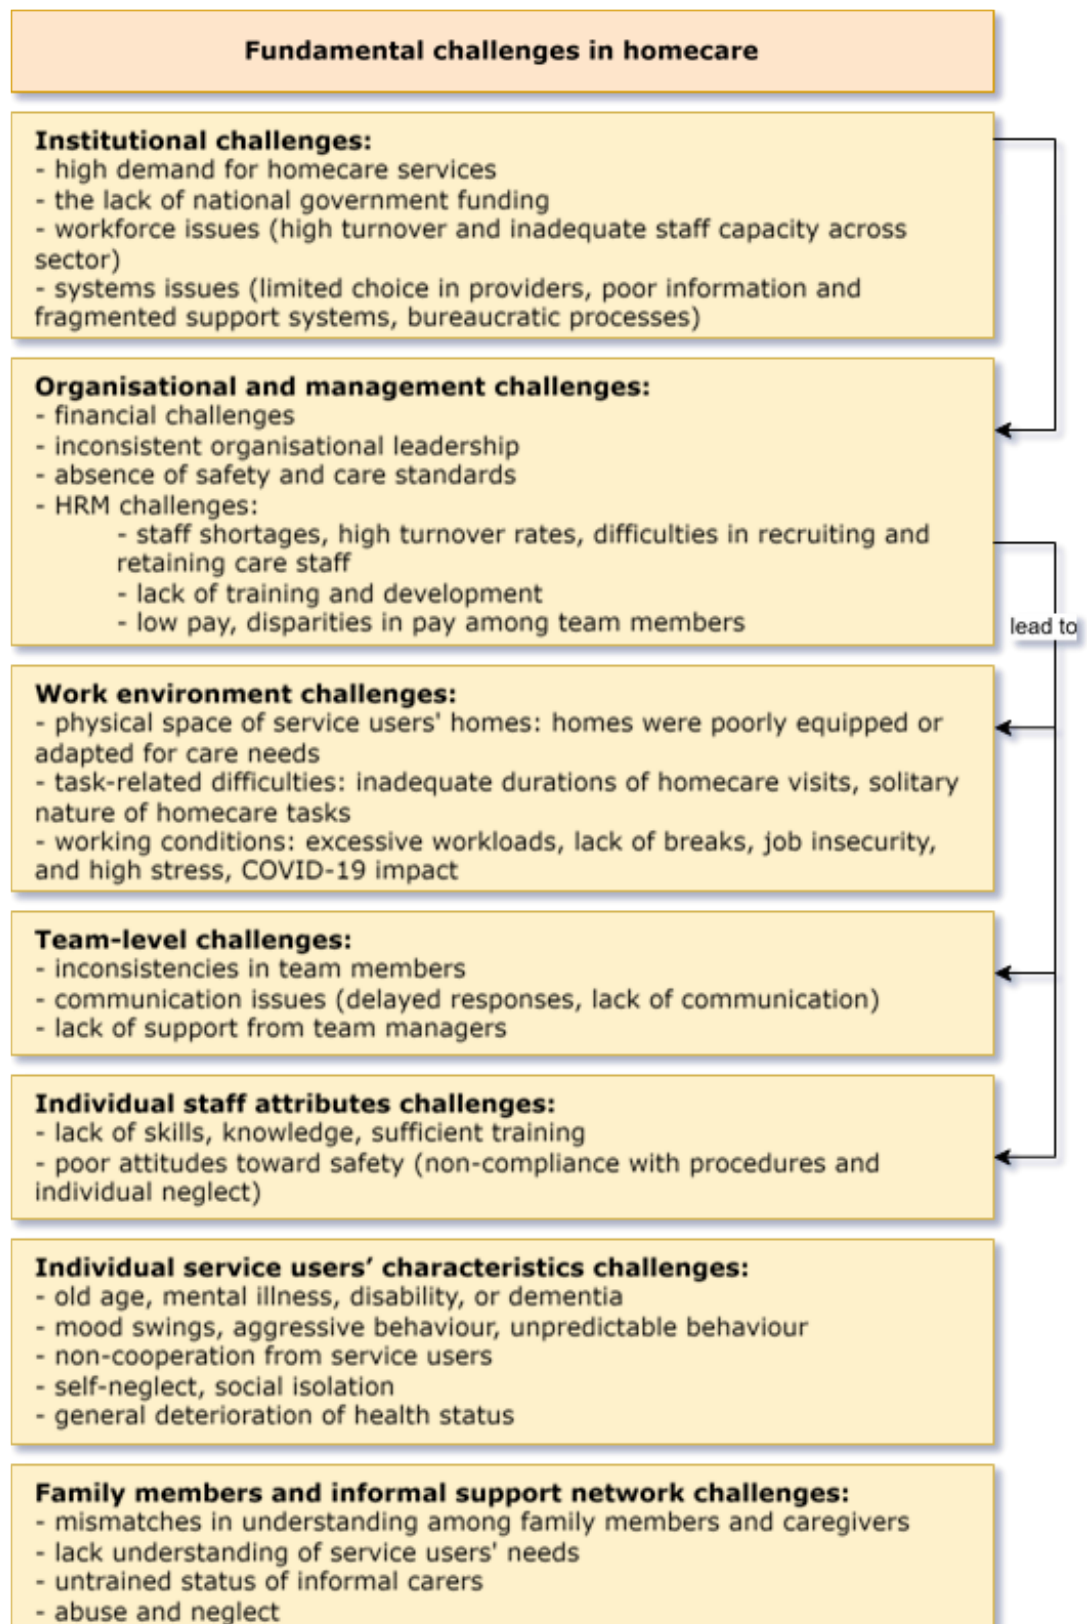 Fundamental challenges in homecare
Institutional challenges:
- high demand for homecare services
- the lack of national government funding
- workforce issues (high turnover and inadequate staff capacity across
sector)
- systems issues (limited choice in providers, poor information and
fragmented support systems, bureaucratic processes)
Organisational and management challenges:
- financial challenges
- inconsistent organisational leadership
- absence of safety and care standards
- HRM challenges:
- staff shortages, high turnover rates, difficulties in recruiting and
retaining care staff
- lack of training and development
- low pay, disparities in pay among team members
lead to
Work environment challenges:
- physical space of service users' homes: homes were poorly equipped or
adapted for care needs
- task-related difficulties: inadequate durations of homecare visits, solitary
nature of homecare tasks
- working conditions: excessive workloads, lack of breaks, job insecurity,
and high stress, COVID-19 impact
Team-level challenges:
- inconsistencies in team members
- communication issues (delayed responses, lack of communication)
- lack of support from team managers
Individual staff attributes challenges:
- lack of skills, knowledge, sufficient training
- poor attitudes toward safety (non-compliance with procedures and
individual neglect)
Individual service users’ characteristics challenges:
- old age, mental illness, disability, or dementia
- mood swings, aggressive behaviour, unpredictable behaviour
- non-cooperation from service users
- self-neglect, social isolation
- general deterioration of health status
Family members and informal support network challenges:
- mismatches in understanding among family members and caregivers
- lack understanding of service users' needs
- untrained status of informal carers
- abuse and neglect